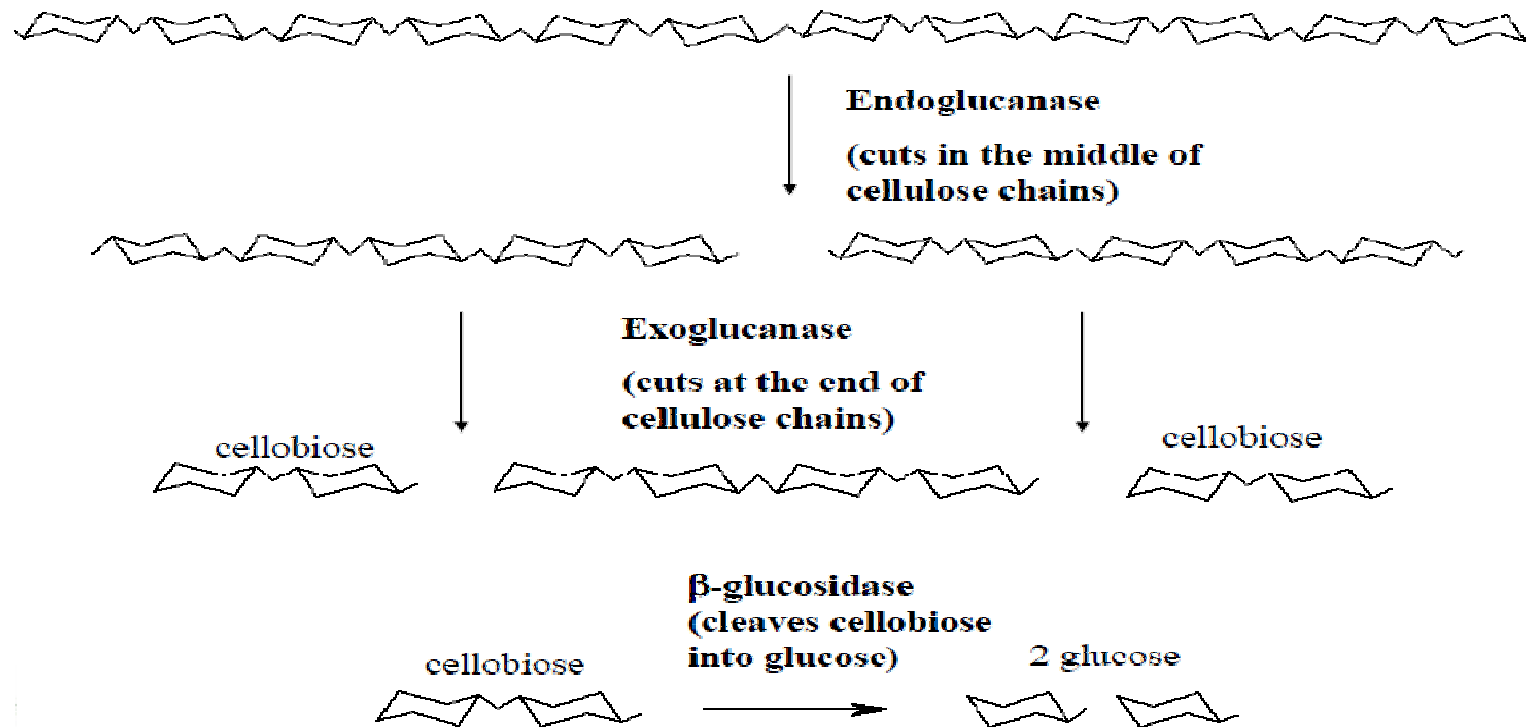 Endoglucanase
(cuts in the middle of
cellulose chains)
Exoglucanase
(cuts at the end of
cellulose chains)
cellobiose
cellobiose
β-glucosidase
(cleaves cellobiose
into glucose)
cellobiose
2 glucose